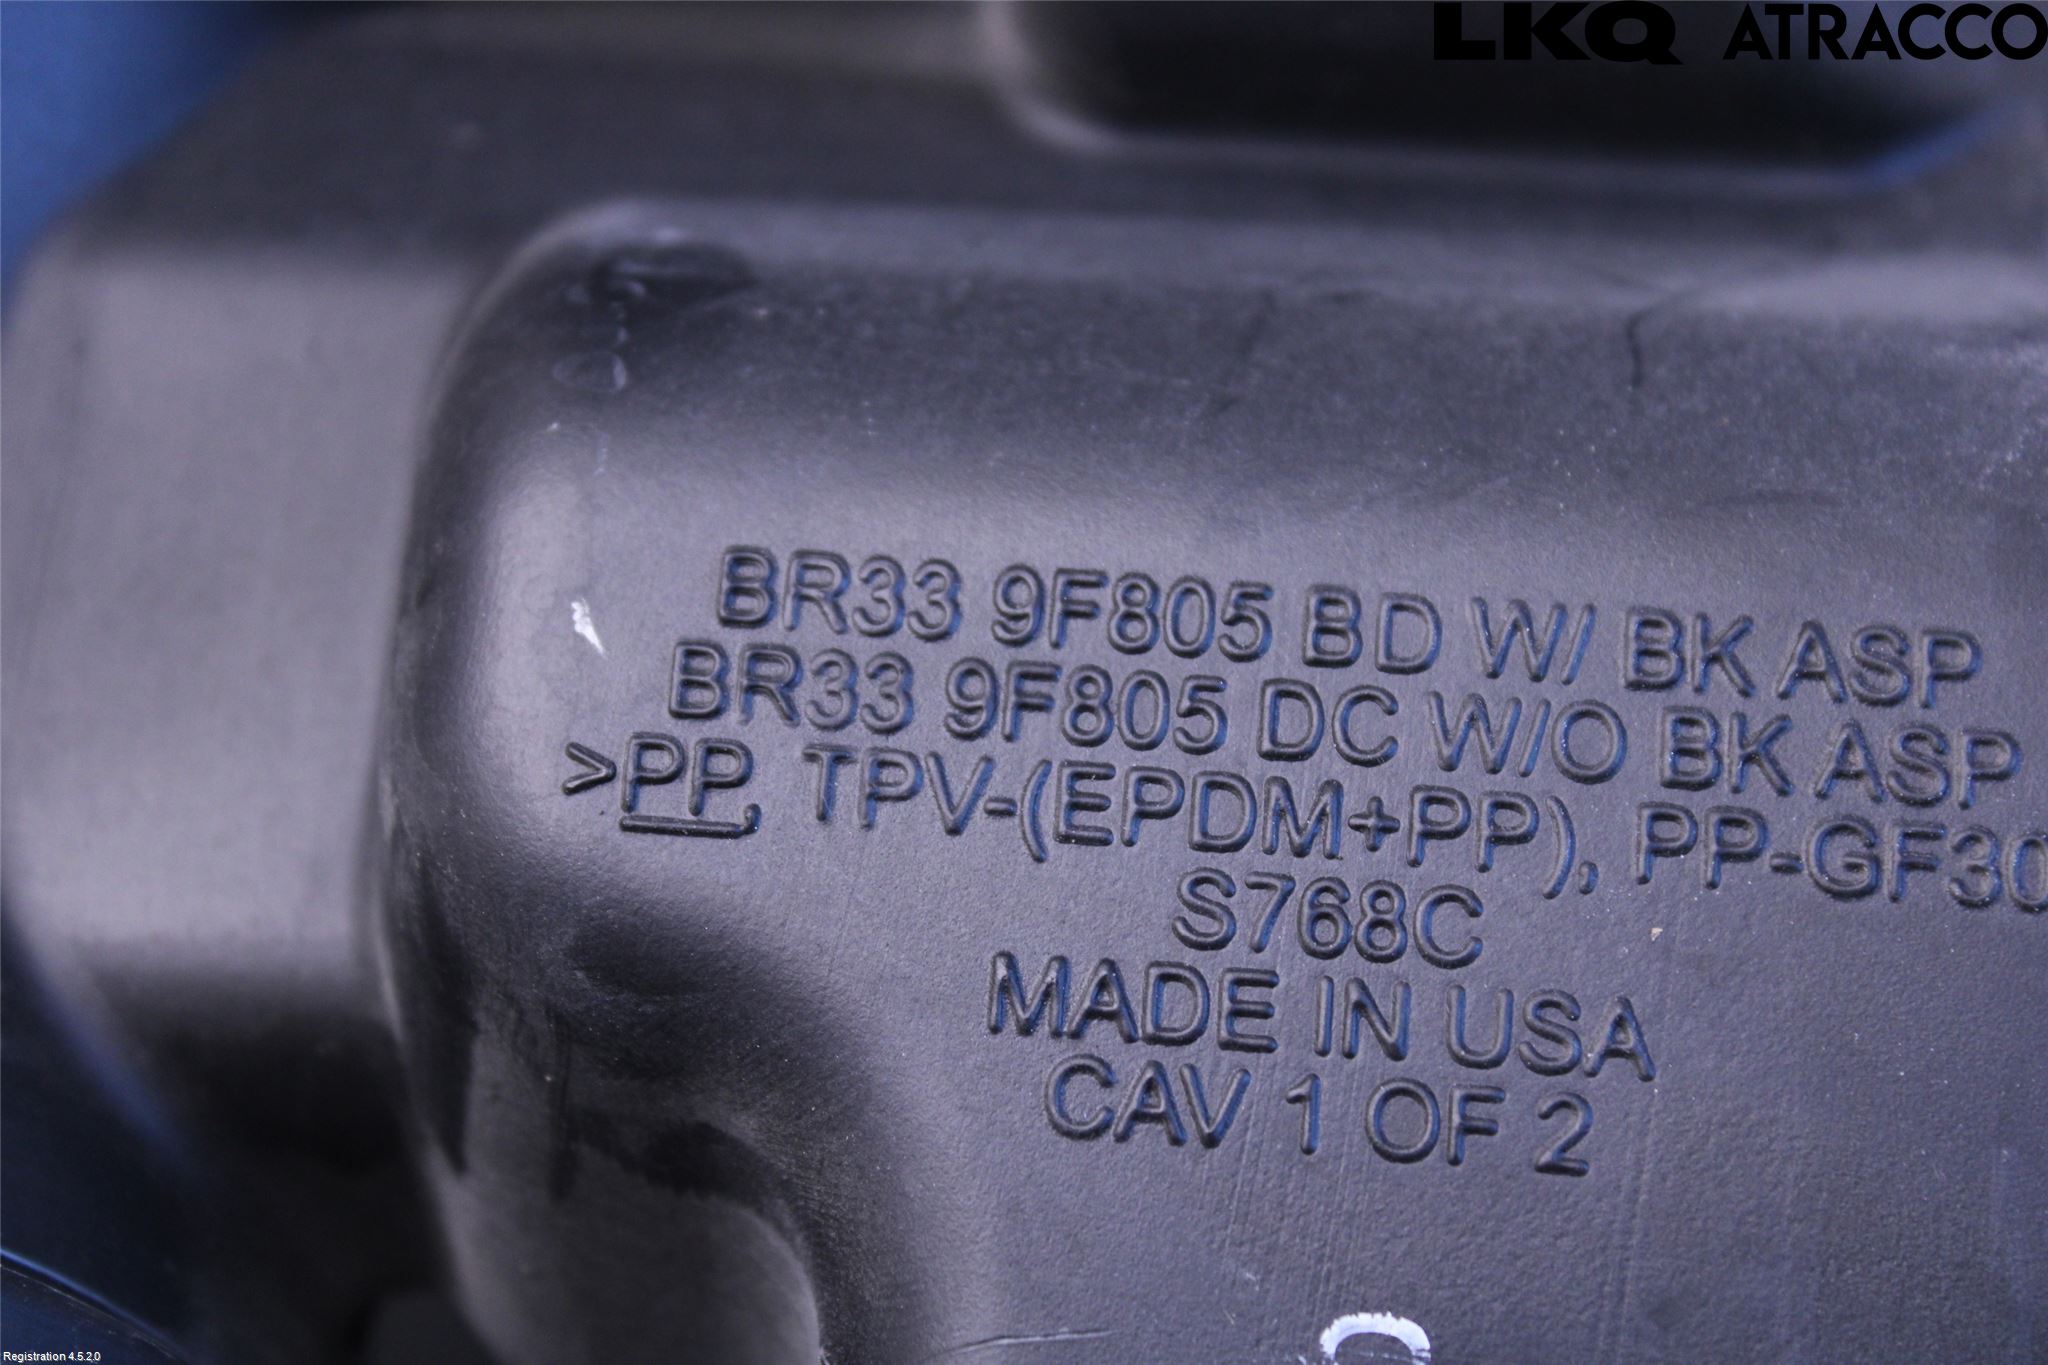 LKQ ATRACCO
BR33 9F805 BD W/ BK ASP
BR33 9F805 DC W/O BK ASP
>PP, TPV-(EPDM+PP), PP-GF30
S768C
MADE IN USA
CAV 1 OF 2
Registration 4.5.2.0